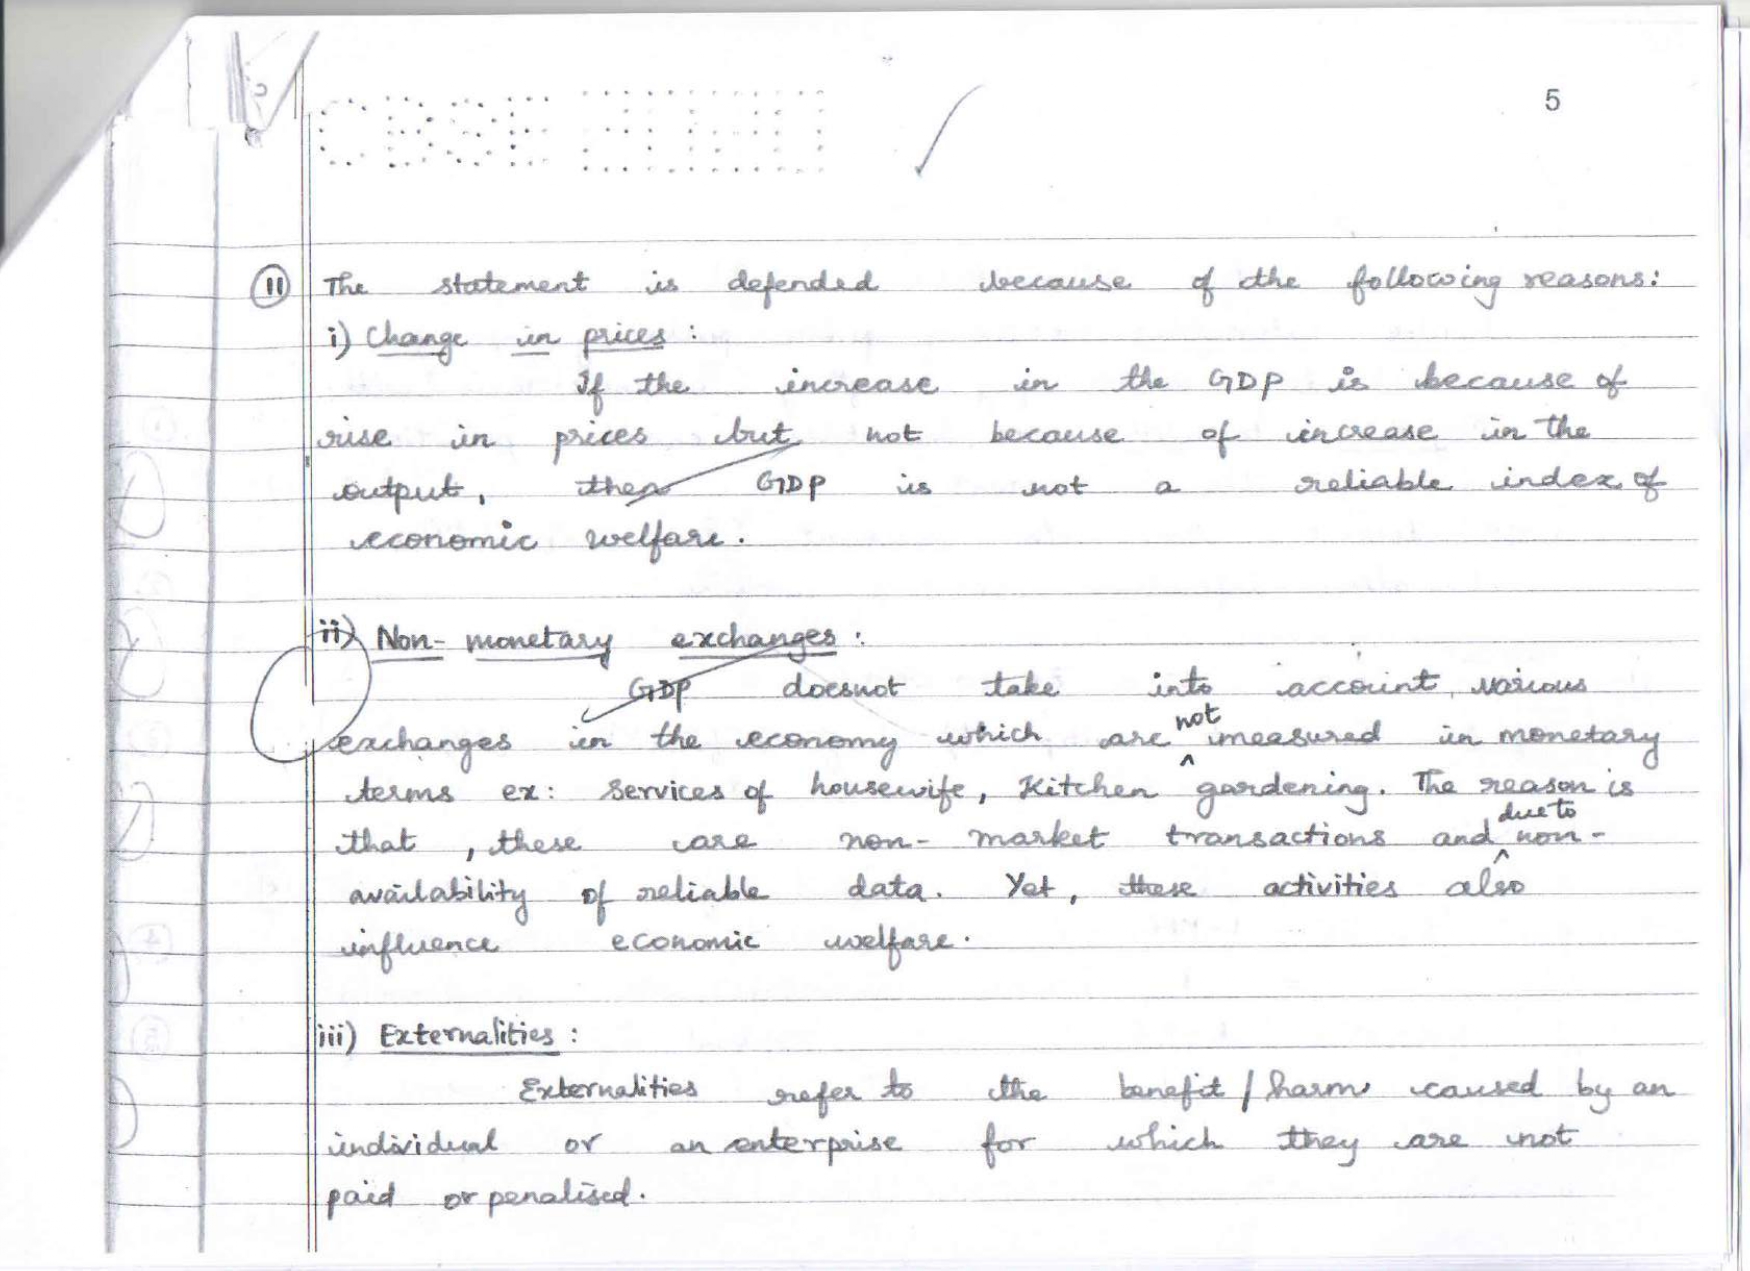 CBSE
5
11 The statement is defended because of the following reasons:
i) Change in prices :
If the increase in the GDP is because of
rise in prices but not because of increase in the
output, then GDP is not a reliable index of
economic welfare.
ii) Non-monetary exchanges :
GDP doesnot take into account, various
exchanges in the economy which are not measured in monetary
terms ex: Services of housewife, Kitchen gardening. The reason is
that, these are non-market transactions and due to non-
availability of reliable data. Yet, these activities also
influence economic welfare.
iii) Externalities :
Externalities refer to the benefit / harm caused by an
individual or an enterprise for which they are not
paid or penalised.